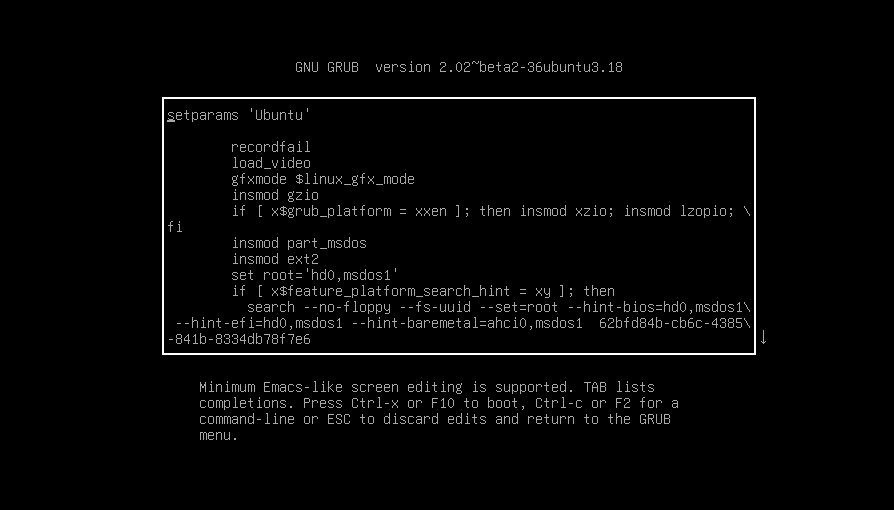 GNU GRUB  version 2.02~beta2-36ubuntu3.18
setparams 'Ubuntu'
recordfail
load_video
gfxmode $linux_gfx_mode
insmod gzio
if [ x$grub_platform = xxen ]; then insmod xzio; insmod lzopio; \
fi
insmod part_msdos
insmod ext2
set root='hd0,msdos1'
if [ x$feature_platform_search_hint = xy ]; then
search --no-floppy --fs-uuid --set=root --hint-bios=hd0,msdos1\
--hint-efi=hd0,msdos1 --hint-baremetal=ahci0,msdos1  62bfd84b-cb6c-4385\
-841b-8334db78f7e6
↓
Minimum Emacs-like screen editing is supported. TAB lists
completions. Press Ctrl-x or F10 to boot, Ctrl-c or F2 for a
command-line or ESC to discard edits and return to the GRUB
menu.